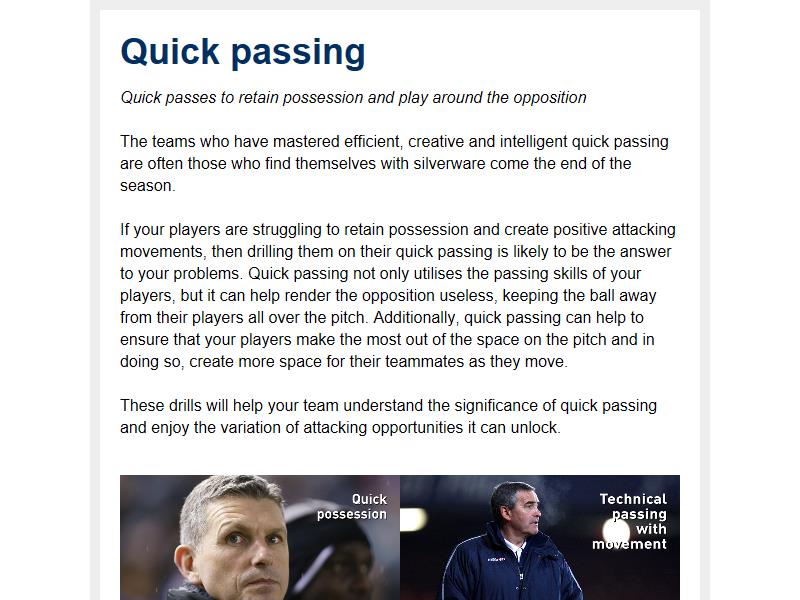 Quick passing
Quick passes to retain possession and play around the opposition
The teams who have mastered efficient, creative and intelligent quick passing
are often those who find themselves with silverware come the end of the
season.
If your players are struggling to retain possession and create positive attacking
movements, then drilling them on their quick passing is likely to be the answer
to your problems. Quick passing not only utilises the passing skills of your
players, but it can help render the opposition useless, keeping the ball away
from their players all over the pitch. Additionally, quick passing can help to
ensure that your players make the most out of the space on the pitch and in
doing so, create more space for their teammates as they move.
These drills will help your team understand the significance of quick passing
and enjoy the variation of attacking opportunities it can unlock.
Quick
possession
Technical
passing
with
movement